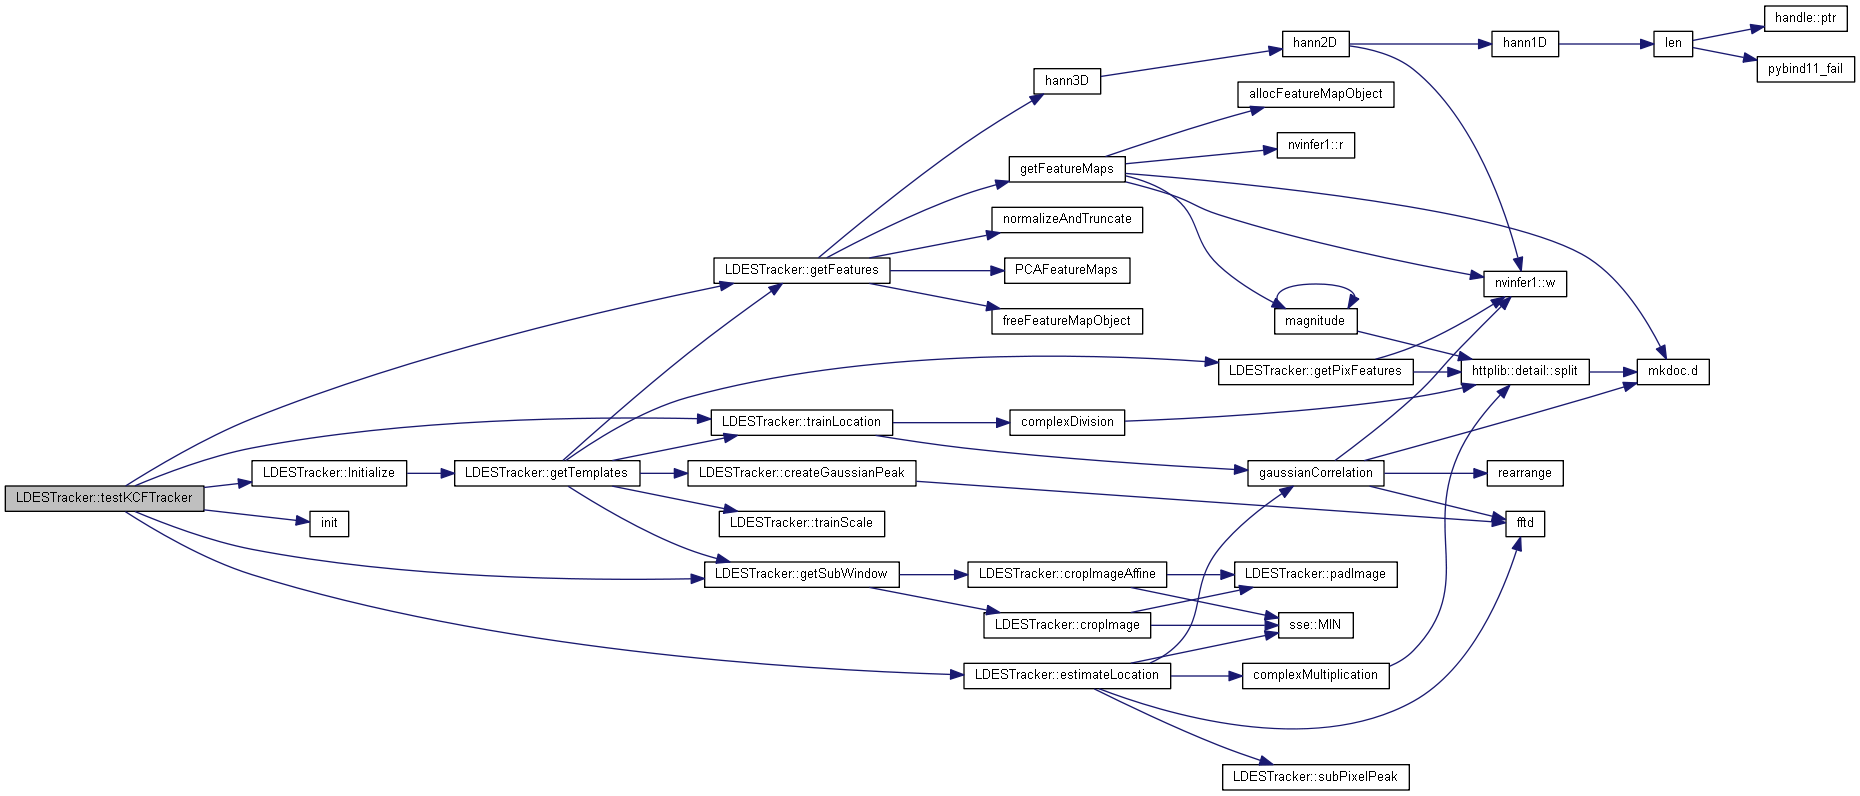 handle::ptr
hann2D
hann1D
len
pybind11_fail
hann3D
allocFeatureMapObject
nvinfer1::r
getFeatureMaps
normalizeAndTruncate
LDESTracker::getFeatures
PCAFeatureMaps
nvinfer1::w
freeFeatureMapObject
magnitude
LDESTracker::getPixFeatures
httplib::detail::split
mkdoc.d
LDESTracker::trainLocation
complexDivision
LDESTracker::Initialize
LDESTracker::getTemplates
LDESTracker::createGaussianPeak
gaussianCorrelation
rearrange
LDESTracker::testKCFTracker
init
LDESTracker::trainScale
fftd
LDESTracker::getSubWindow
LDESTracker::cropImageAffine
LDESTracker::padImage
LDESTracker::cropImage
sse::MIN
LDESTracker::estimateLocation
complexMultiplication
LDESTracker::subPixelPeak